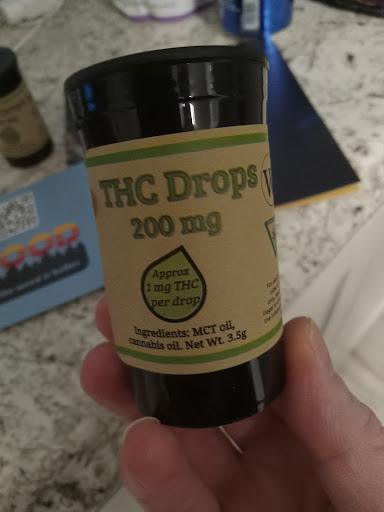 THC Drops
200 mg
Approx
1 mg THC
per drop
Ingredients: MCT oil,
cannabis oil. Net Wt. 3.5g